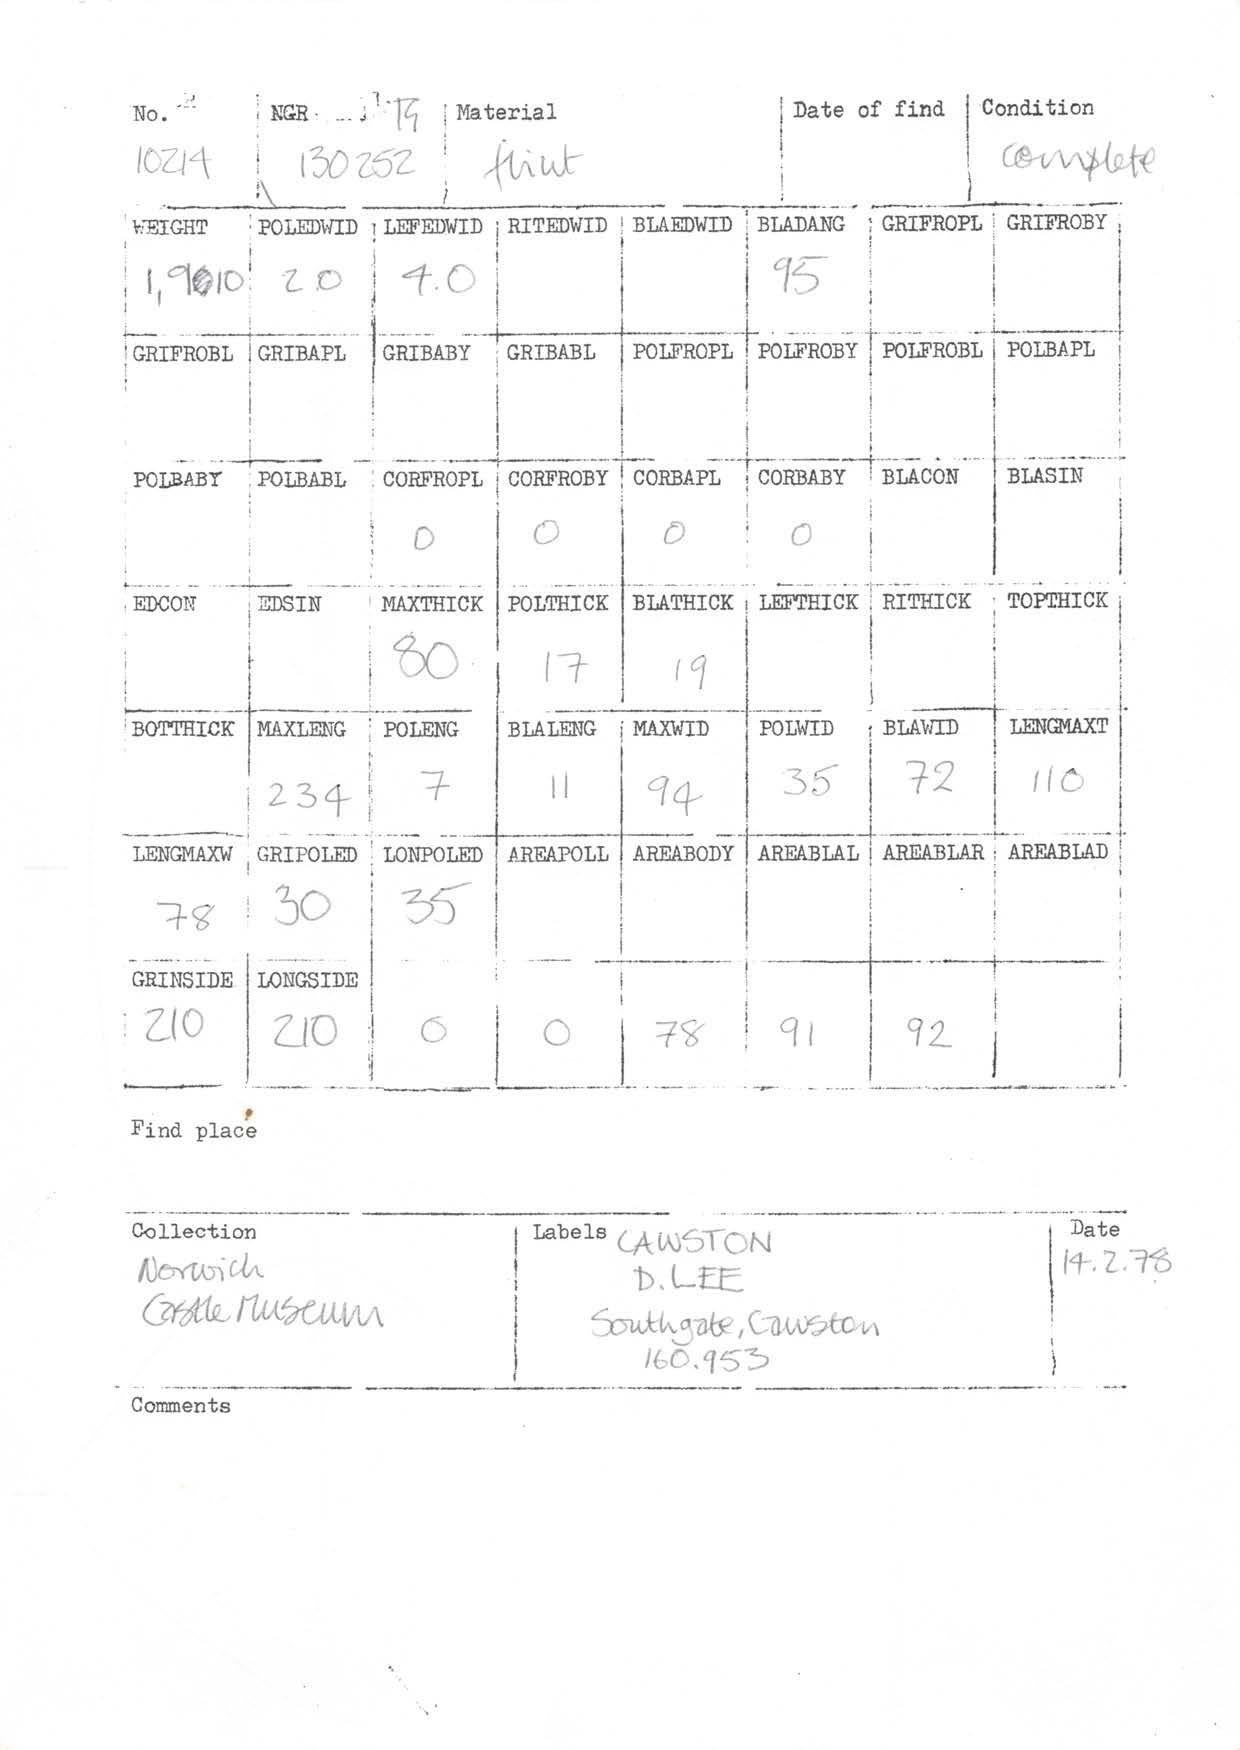 No. NGR TG Material Date of find Condition
10214 130252 flint complete
WEIGHT POLEDWID LEFEDWID RITEDWID BLAEDWID BLADANG GRIFROPL GRIFROBY
2.0 4.0 95
GRIFROBL GRIBAPL GRIBABY GRIBABL POLFROPL POLFROBY POLFROBL POLBAPL
POLBABY POLBABL CORFROPL CORFROBY CORBAPL CORBABY BLACON BLASIN
0 0 0 0
EDCON EDSIN MAXTHICK POLTHICK BLATHICK LEFTHICK RITHICK TOPTHICK
80 17 19
BOTTHICK MAXLENG POLENG BLALENG MAXWID POLWID BLAWID LENGMAXT
234 7 11 94 35 72 110
LENGMAXW GRIPOLED LONPOLED AREAPOLL AREABODY AREABLAL AREABLAR AREABLAD
78 30 35
GRINSIDE LONGSIDE
210 210 0 0 78 91 92
Find place
Collection Labels CAWSTON Date
Norwich D. LEE 14.2.78
Castle Museum Southgate, Cawston
160.953
Comments